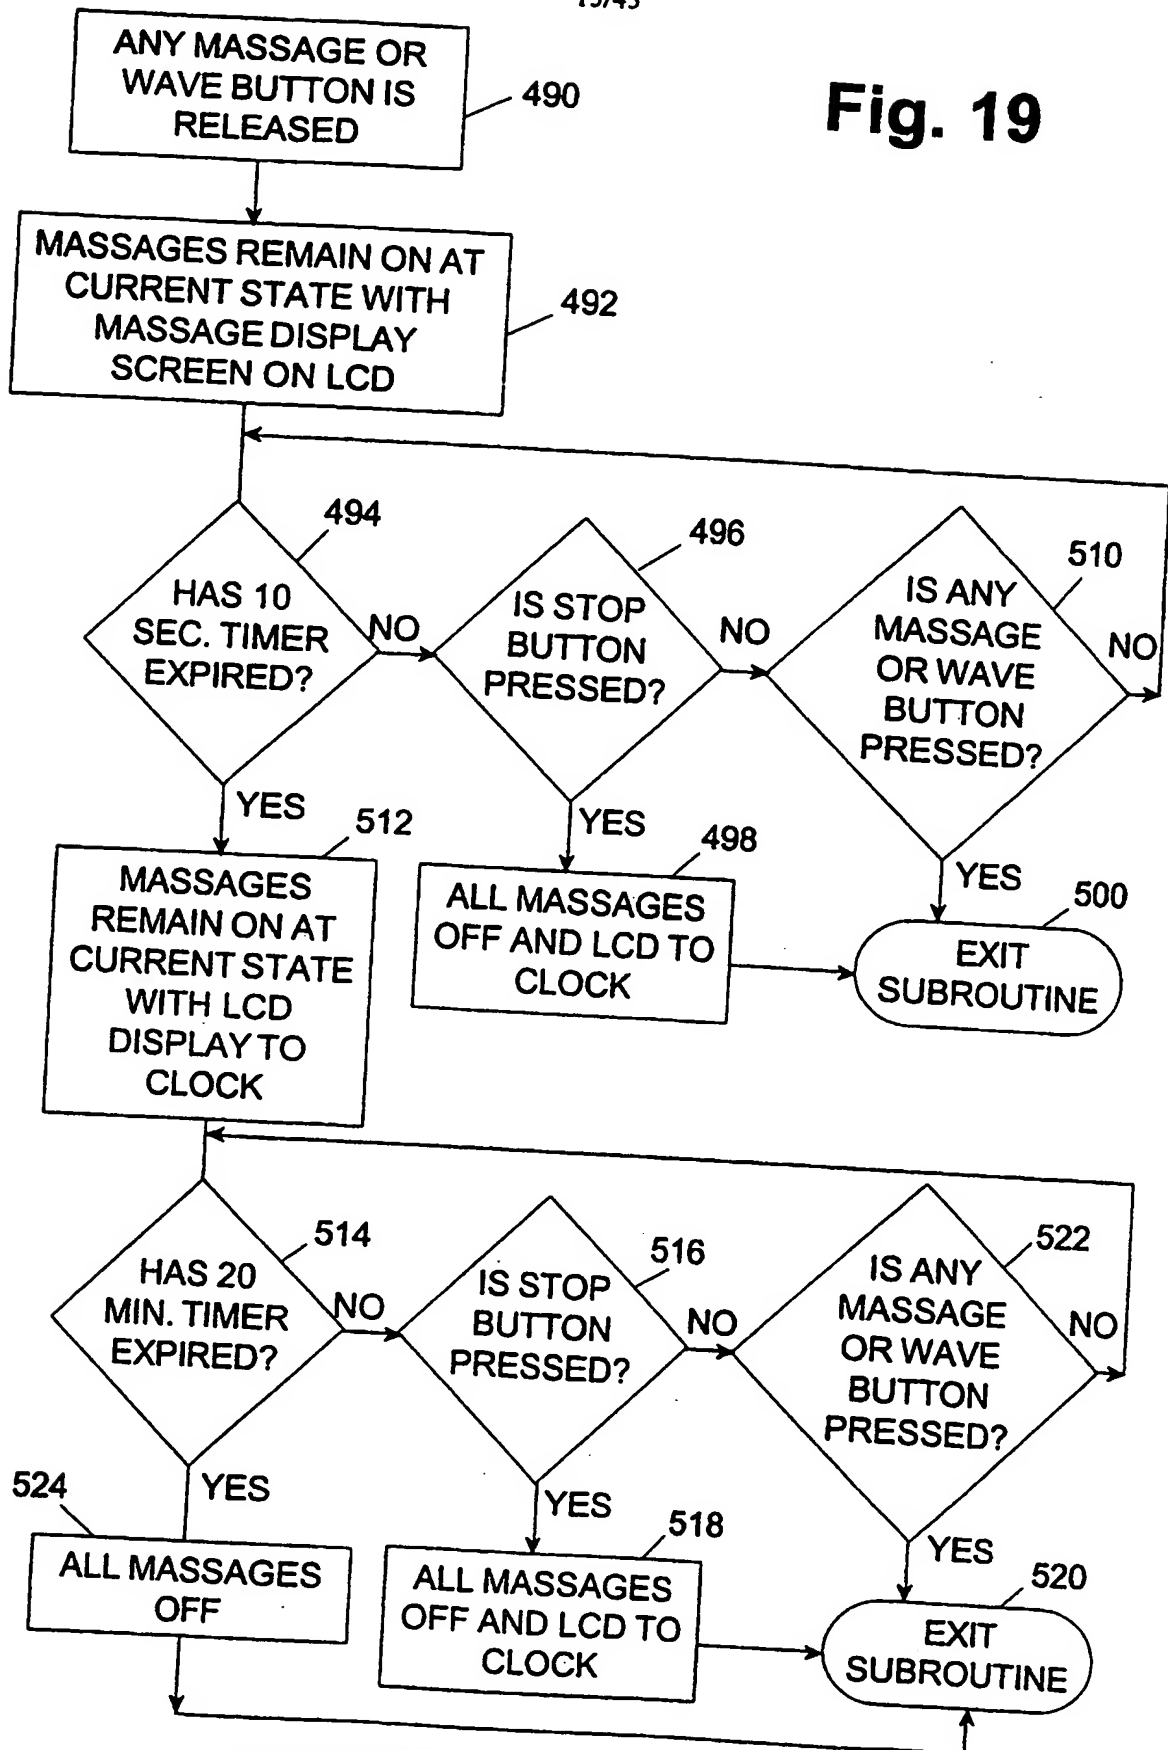 ANY MASSAGE OR
WAVE BUTTON IS
RELEASED
490
Fig. 19
MASSAGES REMAIN ON AT
CURRENT STATE WITH
MASSAGE DISPLAY
SCREEN ON LCD
492
494
HAS 10
SEC. TIMER
EXPIRED?
NO
YES
496
IS STOP
BUTTON
PRESSED?
NO
YES
510
IS ANY
MASSAGE
OR WAVE
BUTTON
PRESSED?
NO
YES
512
MASSAGES
REMAIN ON AT
CURRENT STATE
WITH LCD
DISPLAY TO
CLOCK
498
ALL MASSAGES
OFF AND LCD TO
CLOCK
500
EXIT
SUBROUTINE
514
HAS 20
MIN. TIMER
EXPIRED?
NO
YES
516
IS STOP
BUTTON
PRESSED?
NO
YES
522
IS ANY
MASSAGE
OR WAVE
BUTTON
PRESSED?
NO
YES
524
ALL MASSAGES
OFF
518
ALL MASSAGES
OFF AND LCD TO
CLOCK
520
EXIT
SUBROUTINE